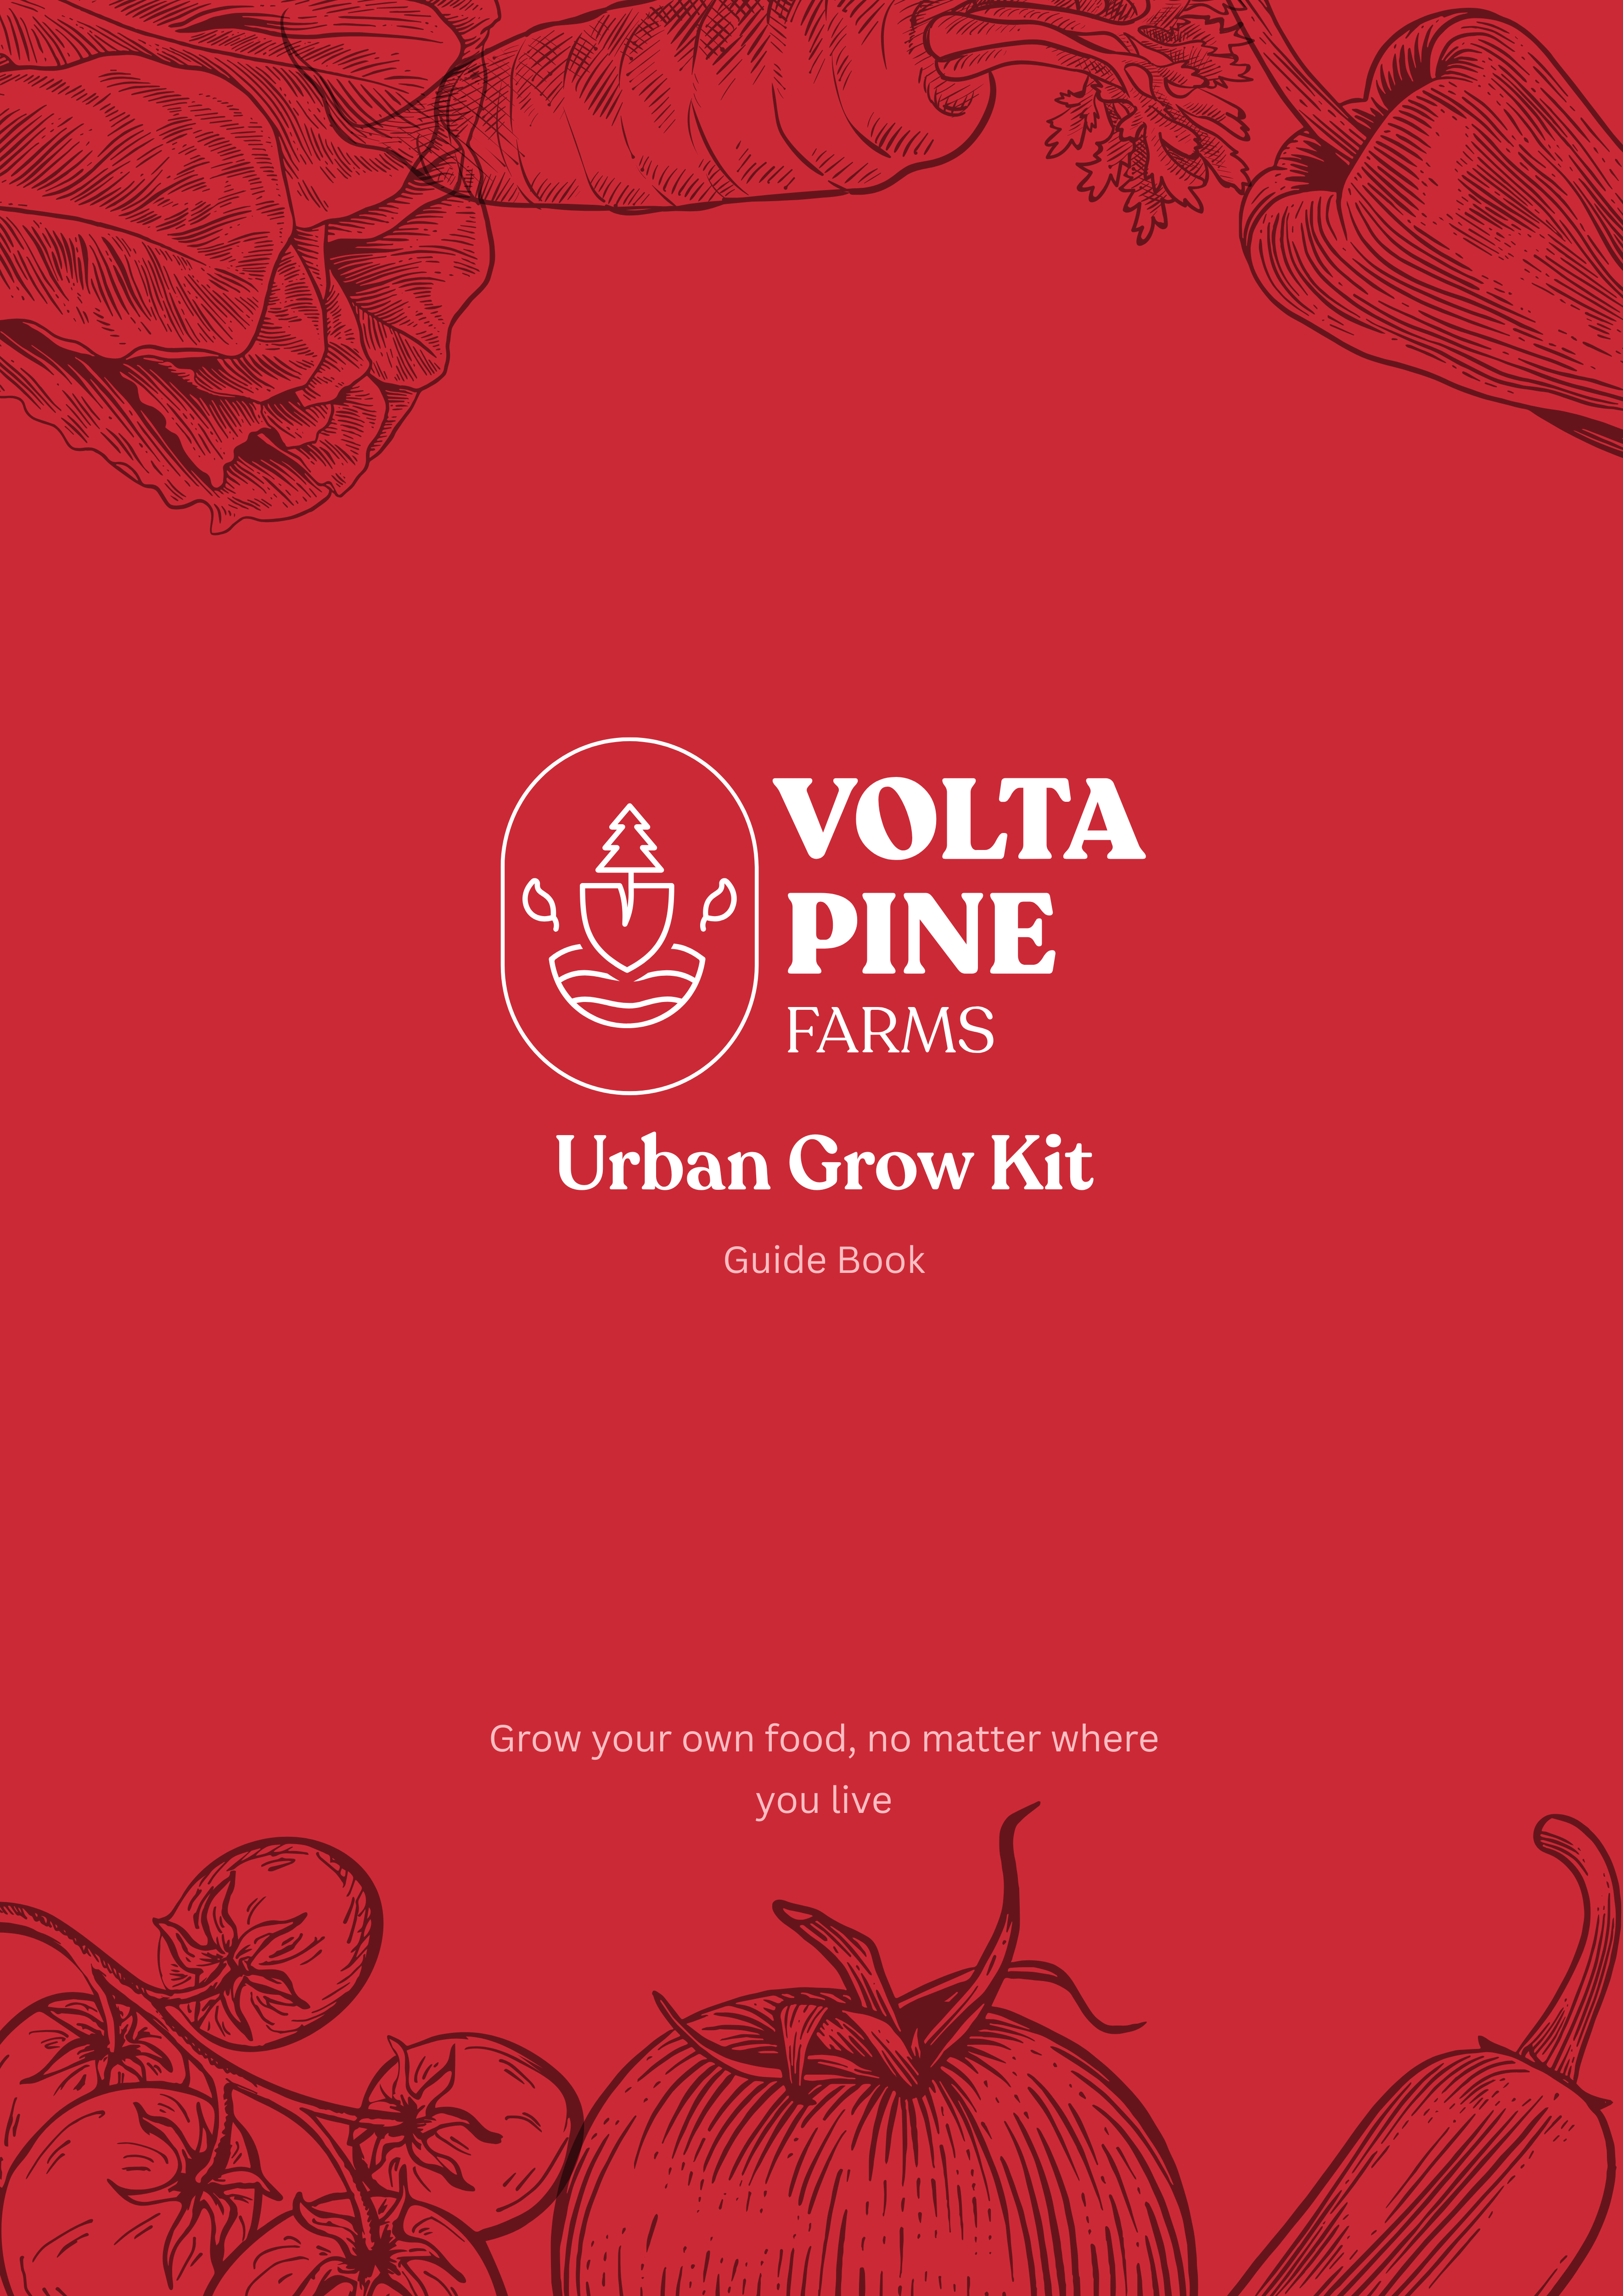 VOLTA
PINE
FARMS
Urban Grow Kit
Guide Book
Grow your own food, no matter where
you live